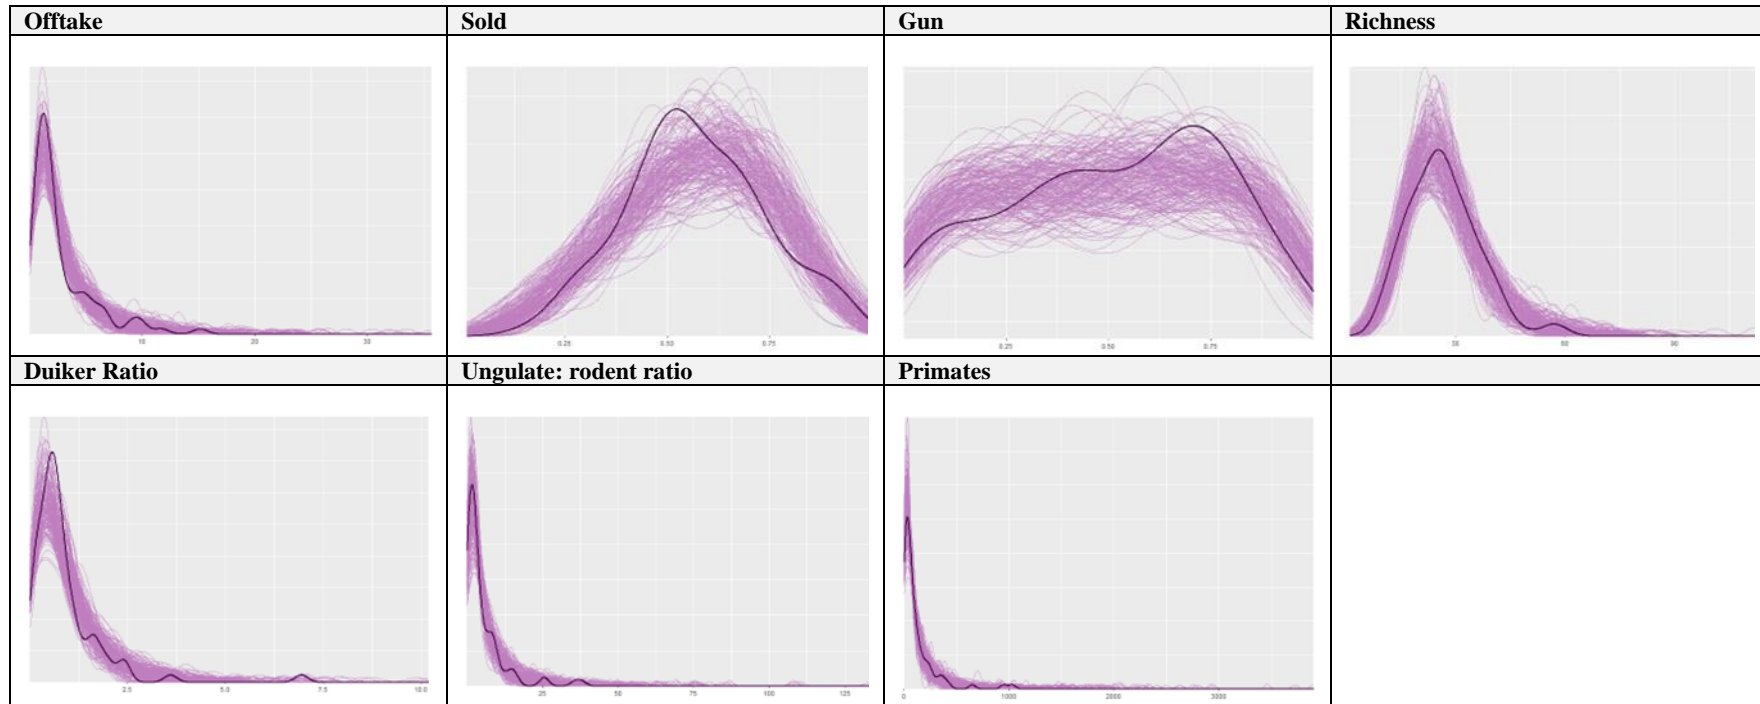 Offtake Sold Gun Richness
10 20 30
0.25 0.50 0.75
0.25 0.50 0.75
30 60 90
Duiker Ratio Ungulate: rodent ratio Primates
2.5 5.0 7.5 10.0
25 50 75 100 125
0 1000 2000 3000